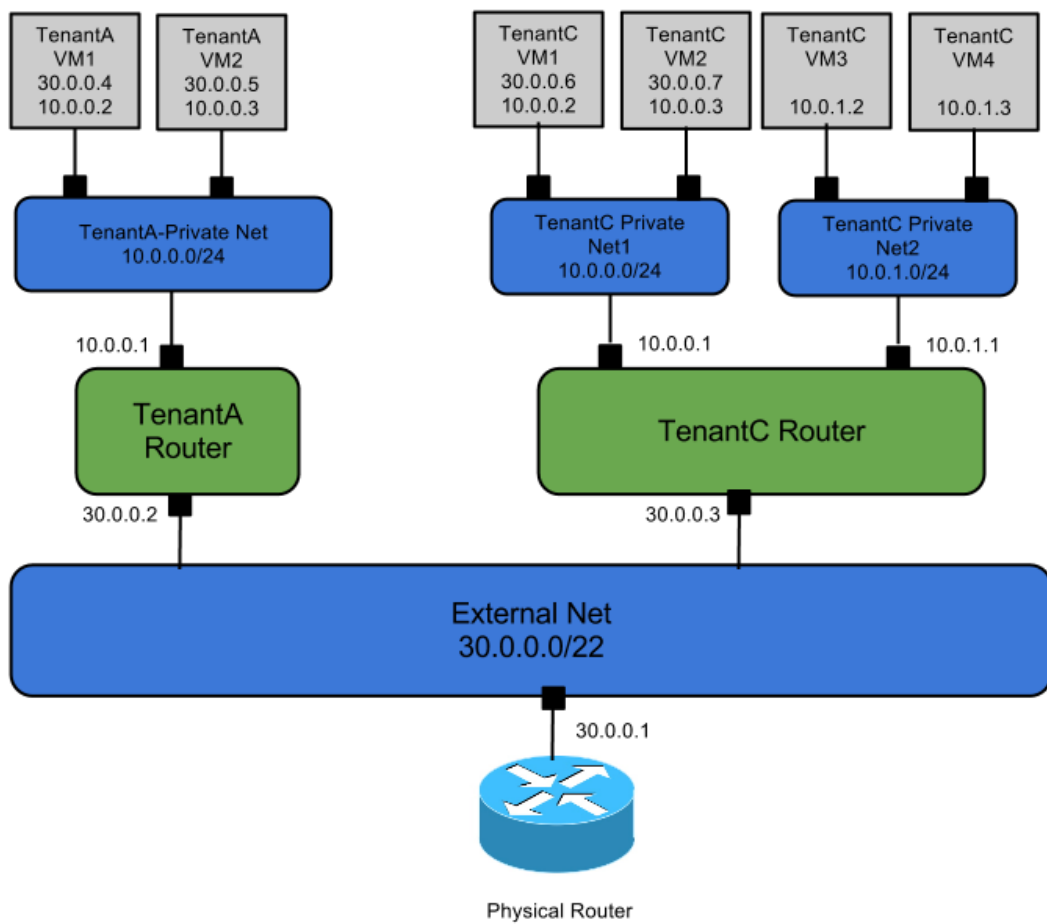 TenantA
VM1
30.0.0.4
10.0.0.2
TenantA
VM2
30.0.0.5
10.0.0.3
TenantC
VM1
30.0.0.6
10.0.0.2
TenantC
VM2
30.0.0.7
10.0.0.3
TenantC
VM3
10.0.1.2
TenantC
VM4
10.0.1.3
TenantA-Private Net
10.0.0.0/24
TenantC Private
Net1
10.0.0.0/24
TenantC Private
Net2
10.0.1.0/24
10.0.0.1
10.0.0.1
10.0.1.1
TenantA
Router
TenantC Router
30.0.0.2
30.0.0.3
External Net
30.0.0.0/22
30.0.0.1
Physical Router